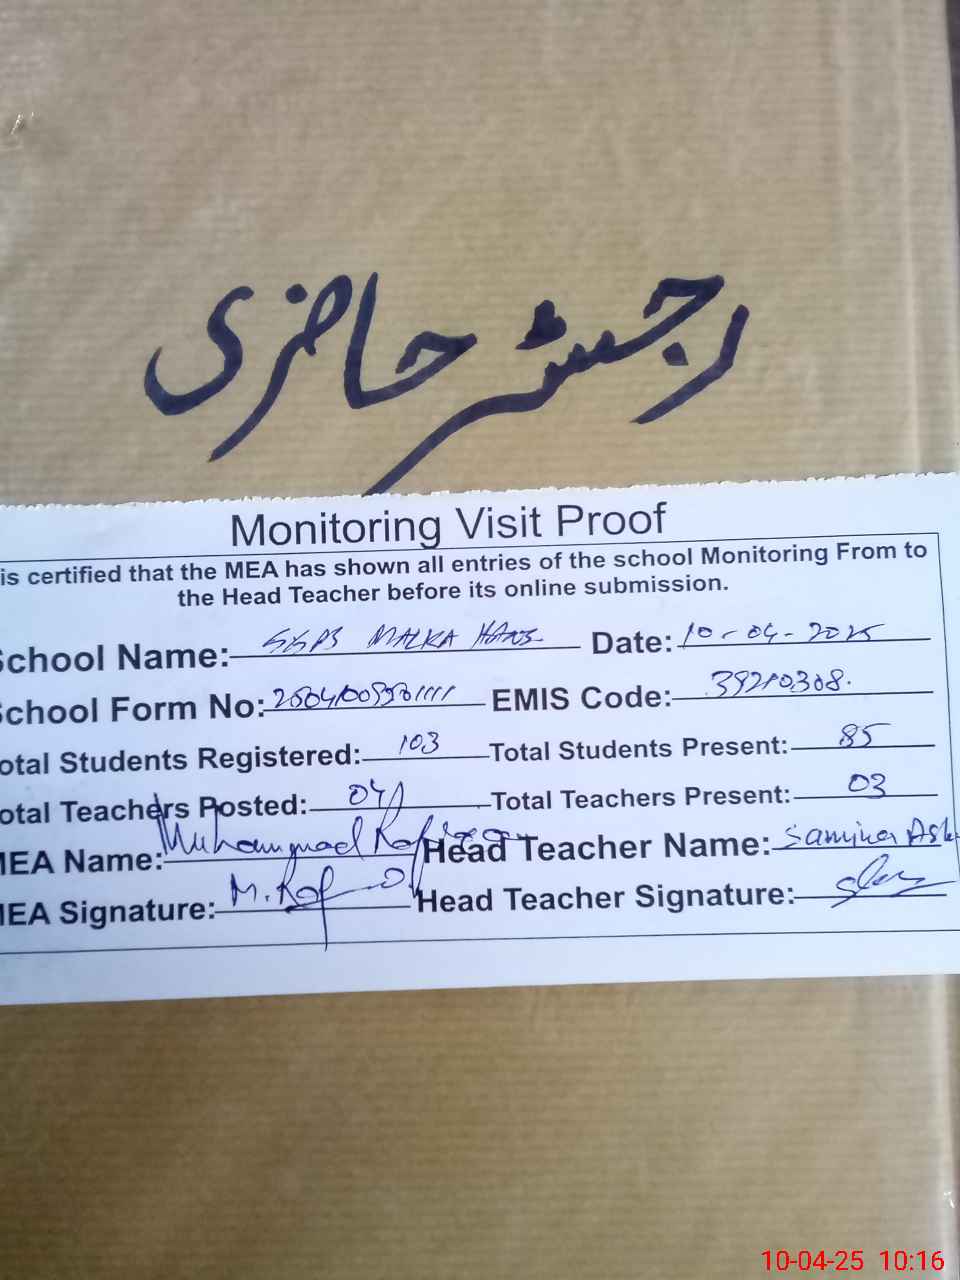 رجسٹر حاضری
Monitoring Visit Proof
is certified that the MEA has shown all entries of the school Monitoring From to
the Head Teacher before its online submission.
School Name: MALKA HANS Date: 10-04-2025
School Form No: EMIS Code: 39210308.
otal Students Registered: 103 Total Students Present: 85
otal Teachers Posted: 04 Total Teachers Present: 03
MEA Name: Muhammad Head Teacher Name: Samina
MEA Signature: Head Teacher Signature:
10-04-25 10:16